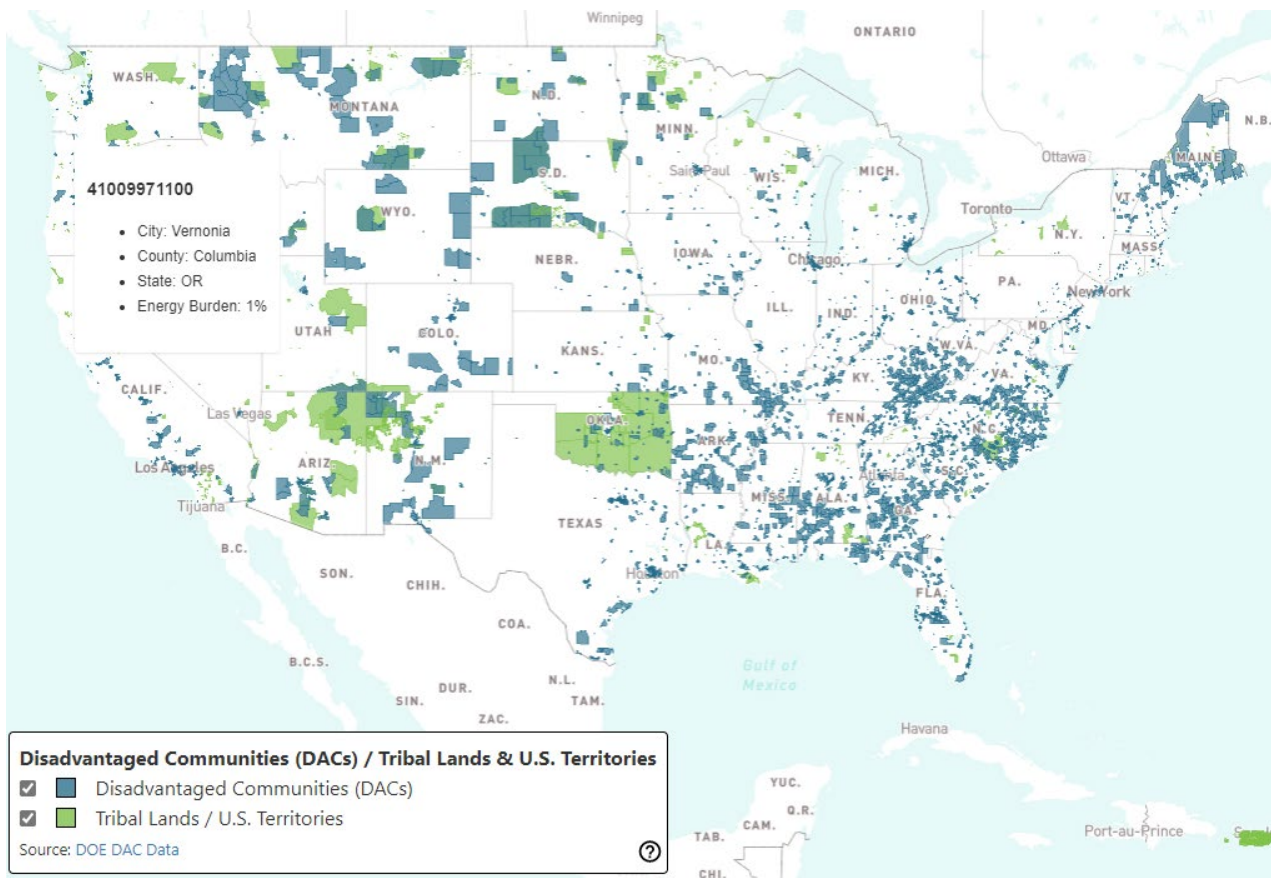 Winnipeg
ONTARIO
WASH.
MONTANA
N.D.
MINN.
N.B.
Ottawa
MAINE
41009971100
• City: Vernonia
• County: Columbia
• State: OR
• Energy Burden: 1%
S.D.
Saint Paul
WIS.
MICH.
VT.
Toronto
WYO.
N.Y.
MASS.
NEBR.
IOWA
Chicago
PA.
New York
UTAH
COLO.
ILL.
IND.
OHIO
MD.
KANS.
MO.
W.VA.
VA.
CALIF.
KY.
Las Vegas
OKLA.
TENN.
N.C.
Los Angeles
ARIZ.
N.M.
ARK.
Atlanta
S.C.
Tijuana
MISS.
ALA.
GA.
TEXAS
LA.
B.C.
SON.
CHIH.
Houston
FLA.
COA.
B.C.S.
Gulf of
Mexico
DUR.
N.L.
SIN.
TAM.
ZAC.
Havana
Disadvantaged Communities (DACs) / Tribal Lands & U.S. Territories
Disadvantaged Communities (DACs)
Tribal Lands / U.S. Territories
Source: DOE DAC Data
?
YUC.
Q.R.
CAM.
TAB.
CHI.
Port-au-Prince